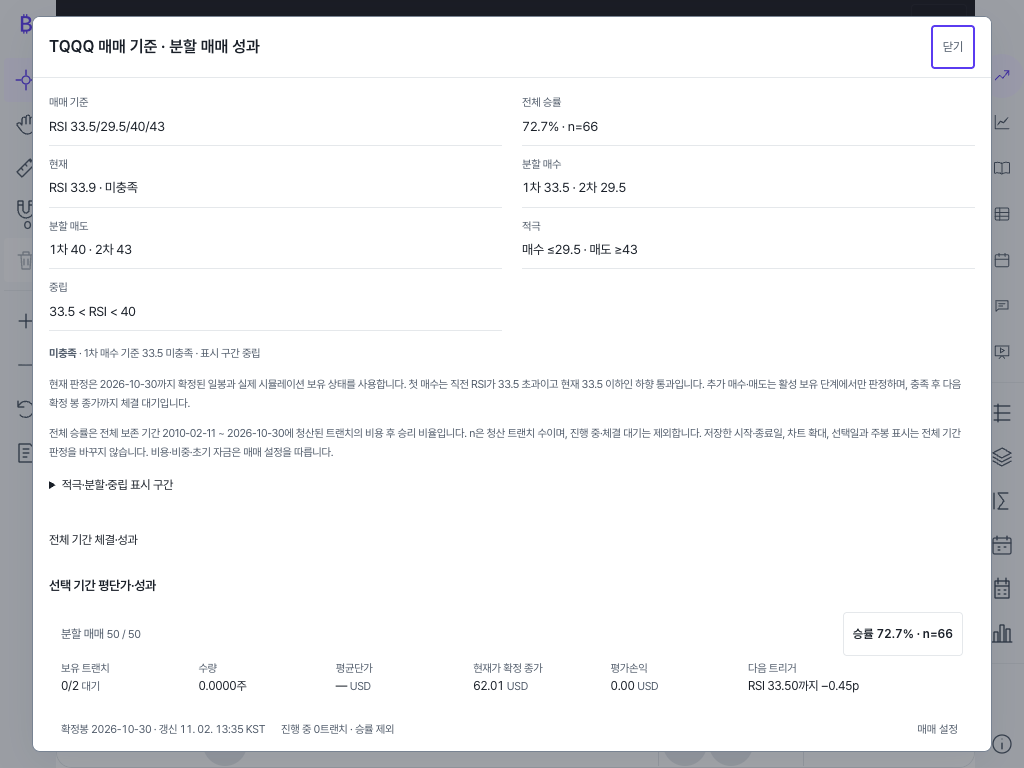 TQQQ 매매 기준 · 분할 매매 성과
닫기
매매 기준
RSI 33.5/29.5/40/43
전체 승률
72.7% · n=66
현재
RSI 33.9 · 미충족
분할 매수
1차 33.5 · 2차 29.5
분할 매도
1차 40 · 2차 43
적극
매수 ≤29.5 · 매도 ≥43
중립
33.5 < RSI < 40
미충족 · 1차 매수 기준 33.5 미충족 · 표시 구간 중립
현재 판정은 2026-10-30까지 확정된 일봉과 실제 시뮬레이션 보유 상태를 사용합니다. 첫 매수는 직전 RSI가 33.5 초과이고 현재 33.5 이하인 하향 통과입니다. 추가 매수·매도는 활성 보유 단계에서만 판정하며, 충족 후 다음
확정 봉 종가까지 체결 대기입니다.
전체 승률은 전체 보존 기간 2010-02-11 ~ 2026-10-30에 청산된 트랜치의 비용 후 승리 비율입니다. n은 청산 트랜치 수이며, 진행 중·체결 대기는 제외합니다. 저장한 시작·종료일, 차트 확대, 선택일과 주봉 표시는 전체 기간
판정을 바꾸지 않습니다. 비용·비중·초기 자금은 매매 설정을 따릅니다.
▶ 적극·분할·중립 표시 구간
전체 기간 체결·성과
선택 기간 평단가·성과
분할 매매 50 / 50
승률 72.7% · n=66
보유 트랜치
0/2 대기
수량
0.0000주
평균단가
— USD
현재가 확정 종가
62.01 USD
평가손익
0.00 USD
다음 트리거
RSI 33.50까지 −0.45p
확정봉 2026-10-30 · 갱신 11. 02. 13:35 KST
진행 중 0트랜치 · 승률 제외
매매 설정